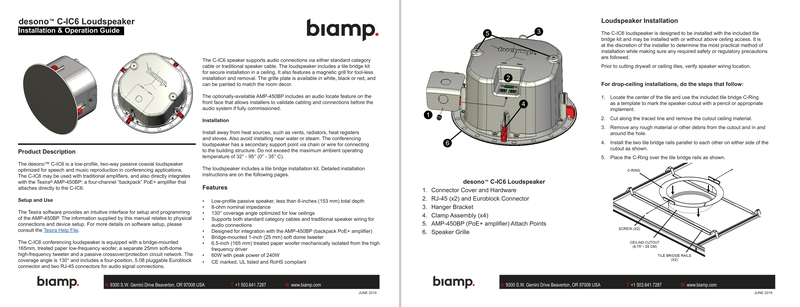 desono™ C-IC6 Loudspeaker
Installation & Operation Guide
biamp.
Product Description
The desono™ C-IC6 is a low-profile, two-way passive coaxial loudspeaker
optimized for speech and music reproduction in conferencing applications.
The C-IC6 may be used with traditional amplifiers, and also directly integrates
with the Tesira® AMP-450BP: a four-channel "backpack" PoE+ amplifier that
attaches directly to the C-IC6.
Setup and Use
The Tesira software provides an intuitive interface for setup and programming
of the AMP-450BP. The information supplied by this manual relates to physical
connections and device setup. For more details on software setup, please
consult the Tesira Help File.
The C-IC6 conferencing loudspeaker is equipped with a bridge-mounted
165mm, treated paper low-frequency woofer, a separate 25mm soft-dome
high-frequency tweeter and a passive crossover/protection circuit network. The
coverage angle is 130° and includes a four-position, 5.08 pluggable Euroblock
connector and two RJ-45 connectors for audio signal connections.
The C-IC6 speaker supports audio connections via either standard category
cable or traditional speaker cable. The loudspeaker includes a tile bridge kit
for secure installation in a ceiling. It also features a magnetic grill for tool-less
installation and removal. The grille plate is available in white, black or red, and
can be painted to match the room decor.
The optionally-available AMP-450BP includes an audio locate feature on the
front face that allows installers to validate cabling and connections before the
audio system if fully commissioned.
Installation
Install away from heat sources, such as vents, radiators, heat registers
and stoves. Also avoid installing near water or steam. The conferencing
loudspeaker has a secondary support point via chain or wire for connecting
to the building structure. Do not exceed the maximum ambient operating
temperature of 32° - 95° (0° - 35° C).
The loudspeaker includes a tile bridge installation kit. Detailed installation
instructions are on the following pages.
Features
• Low-profile passive speaker, less than 6-inches (153 mm) total depth
• 8-ohm nominal impedance
• 130° coverage angle optimized for low ceilings
• Supports both standard category cables and traditional speaker wiring for
audio connections
• Designed for integration with the AMP-450BP (backpack PoE+ amplifier)
• Bridge-mounted 1-inch (25 mm) soft dome tweeter
• 6.5-inch (165 mm) treated paper woofer mechanically isolated from the high
frequency driver
• 60W with peak power of 240W
• CE marked, UL listed and RoHS compliant
biamp.
9300 S.W. Gemini Drive Beaverton, OR 97008 USA
+1 503.641.7287
www.biamp.com
JUNE 2019
5
3
2
4
1
6
desono™ C-IC6 Loudspeaker
1. Connector Cover and Hardware
2. RJ-45 (x2) and Euroblock Connector
3. Hanger Bracket
4. Clamp Assembly (x4)
5. AMP-450BP (PoE+ amplifier) Attach Points
6. Speaker Grille
Loudspeaker Installation
The C-IC6 loudspeaker is designed to be installed with the included tile
bridge kit and may be installed with or without above ceiling access. It is
at the discretion of the installer to determine the most practical method of
installation while making sure any required safety or regulatory precautions
are followed.
Prior to cutting drywall or ceiling tiles, verify speaker wiring location.
For drop-ceiling installations, do the steps that follow:
1. Locate the center of the tile and use the included tile bridge C-Ring
as a template to mark the speaker cutout with a pencil or appropriate
implement.
2. Cut along the traced line and remove the cutout ceiling material.
3. Remove any rough material or other debris from the cutout and in and
around the hole.
4. Install the two tile bridge rails parallel to each other on either side of the
cutout as shown.
5. Place the C-Ring over the tile bridge rails as shown.
C-RING
SCREW (X2)
CEILING CUTOUT
TILE BRIDGE RAILS
(X2)
biamp.
9300 S.W. Gemini Drive Beaverton, OR 97008 USA
+1 503.641.7287
www.biamp.com
JUNE 2019